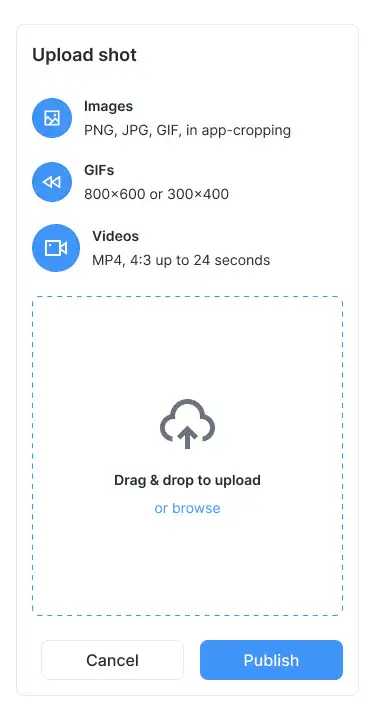 Upload shot
Images
PNG, JPG, GIF, in app-cropping
GIFs
800×600 or 300×400
Videos
MP4, 4:3 up to 24 seconds
Drag & drop to upload
or browse
Cancel
Publish